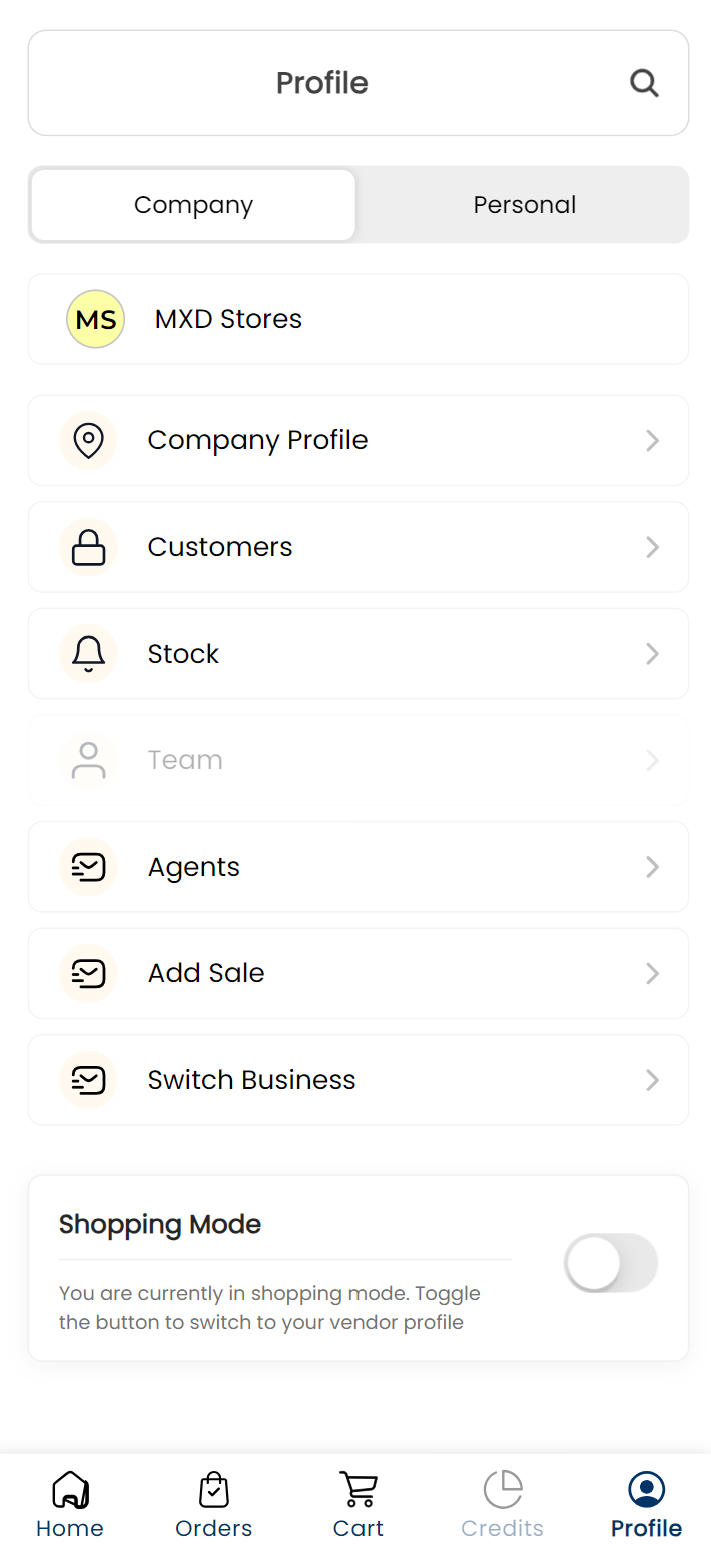 Profile
Company
Personal
MS
MXD Stores
Company Profile
Customers
Stock
Team
Agents
Add Sale
Switch Business
Shopping Mode
You are currently in shopping mode. Toggle
the button to switch to your vendor profile
Home
Orders
Cart
Credits
Profile